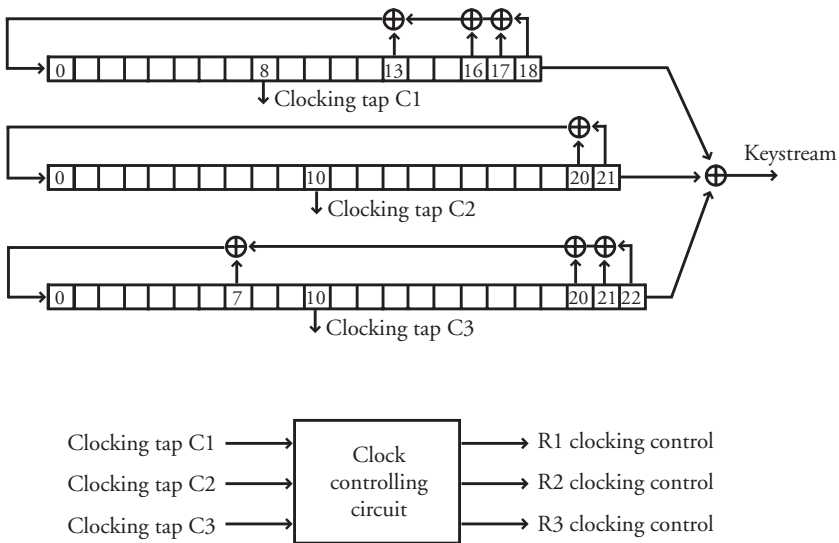 0 8 13 16 17 18
Clocking tap C1
Keystream
0 10 20 21
Clocking tap C2
0 7 10 20 21 22
Clocking tap C3
Clocking tap C1
Clocking tap C2
Clocking tap C3
Clock
controlling
circuit
R1 clocking control
R2 clocking control
R3 clocking control